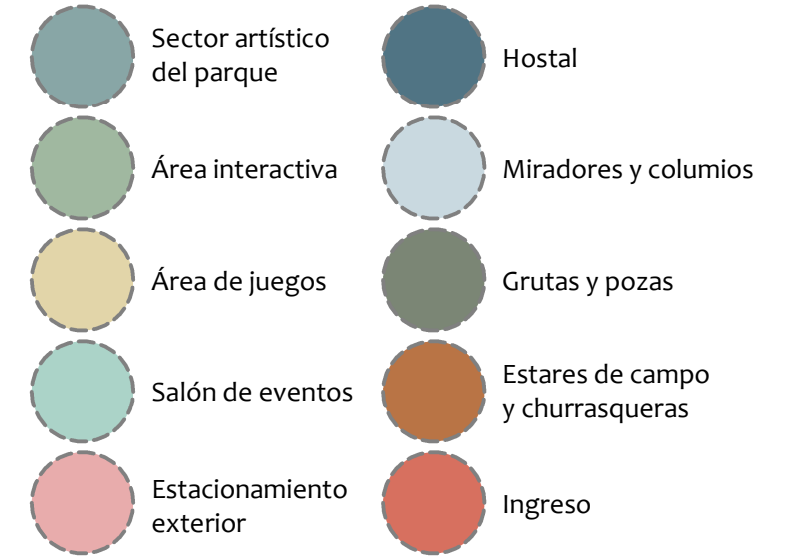 Sector artístico
del parque
Área interactiva
Área de juegos
Salón de eventos
Estacionamiento
exterior
Hostal
Miradores y columios
Grutas y pozas
Estares de campo
y churrasqueras
Ingreso